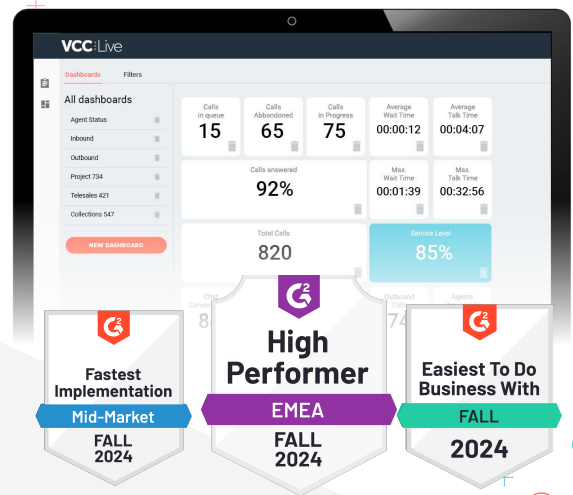 VCC Live
Dashboards Filters
All dashboards
Agent Status
Inbound
Outbound
Project 734
Telesales 421
Collections 547
NEW DASHBOARD
Calls
in queue
15
Calls
Abbandoned
65
Calls
in Progress
75
Average
Wait Time
00:00:12
Average
Talk Time
00:04:07
Calls answered
92%
Max.
Wait Time
00:01:39
Max.
Talk Time
00:32:56
Total Calls
820
Service Level
85%
Chat
Outbound
Calls
74
Agents
G2
Fastest
Implementation
Mid-Market
FALL
2024
G2
High
Performer
EMEA
FALL
2024
G2
Easiest To Do
Business With
FALL
2024